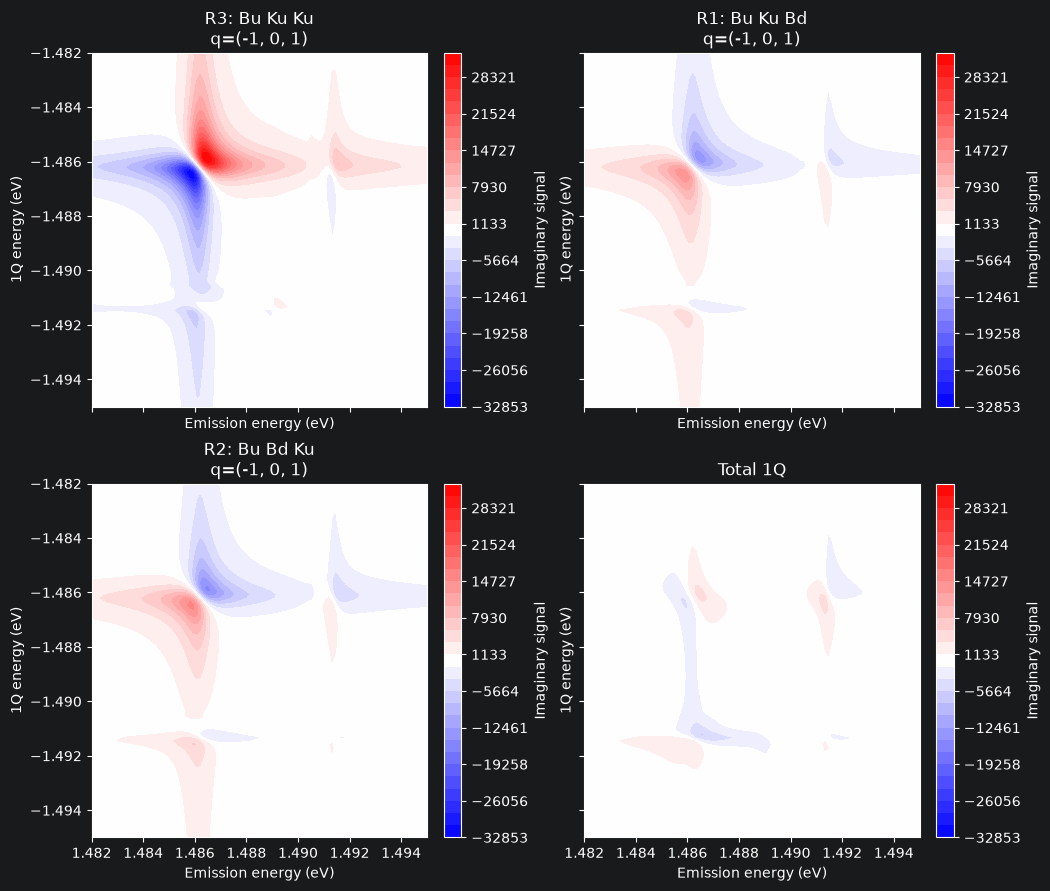 R3: Bu Ku Ku
q=(-1, 0, 1)
R1: Bu Ku Bd
q=(-1, 0, 1)
−1.482
−1.484
−1.486
−1.488
−1.490
−1.492
−1.494
1Q energy (eV)
Emission energy (eV)
28321
21524
14727
7930
1133
−5664
−12461
−19258
−26056
−32853
Imaginary signal
1Q energy (eV)
Emission energy (eV)
28321
21524
14727
7930
1133
−5664
−12461
−19258
−26056
−32853
Imaginary signal
R2: Bu Bd Ku
q=(-1, 0, 1)
Total 1Q
−1.482
−1.484
−1.486
−1.488
−1.490
−1.492
−1.494
1Q energy (eV)
1.482 1.484 1.486 1.488 1.490 1.492 1.494
Emission energy (eV)
28321
21524
14727
7930
1133
−5664
−12461
−19258
−26056
−32853
Imaginary signal
1Q energy (eV)
1.482 1.484 1.486 1.488 1.490 1.492 1.494
Emission energy (eV)
28321
21524
14727
7930
1133
−5664
−12461
−19258
−26056
−32853
Imaginary signal